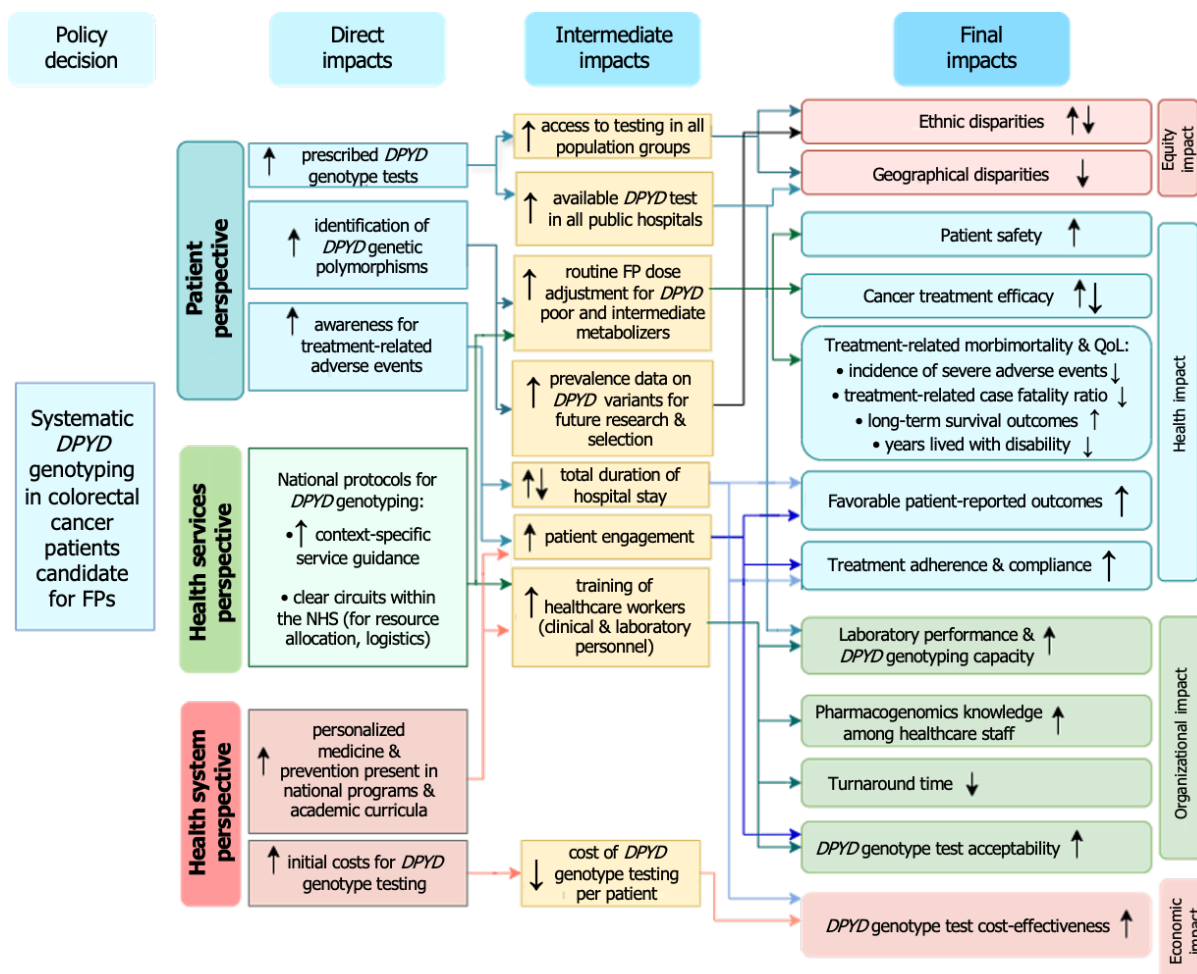 Policy
decision
Direct
impacts
Intermediate
impacts
Final
impacts
Systematic
DPYD
genotyping
in colorectal
cancer
patients
candidate
for FPs
Patient
perspective
Health services
perspective
Health system
perspective
↑ prescribed DPYD
genotype tests
identification of
↑ DPYD genetic
polymorphisms
↑ awareness for
treatment-related
adverse events
National protocols for
DPYD genotyping:
•↑ context-specific
service guidance
• clear circuits within
the NHS (for resource
allocation, logistics)
personalized
medicine &
↑ prevention present in
national programs &
academic curricula
↑ initial costs for DPYD
genotype testing
↑ access to testing in all
population groups
↑ available DPYD test
in all public hospitals
↑ routine FP dose
adjustment for DPYD
poor and intermediate
metabolizers
↑ prevalence data on
DPYD variants for
future research &
selection
↑↓ total duration of
hospital stay
↑ patient engagement
↑ training of
healthcare workers
(clinical & laboratory
personnel)
cost of DPYD
↓ genotype testing
per patient
Ethnic disparities ↑↓
Geographical disparities ↓
Patient safety ↑
Cancer treatment efficacy ↑↓
Treatment-related morbimortality & QoL:
• incidence of severe adverse events ↓
• treatment-related case fatality ratio ↓
• long-term survival outcomes ↑
• years lived with disability ↓
Favorable patient-reported outcomes ↑
Treatment adherence & compliance ↑
Laboratory performance & ↑
DPYD genotyping capacity
Pharmacogenomics knowledge ↑
among healthcare staff
Turnaround time ↓
DPYD genotype test acceptability ↑
DPYD genotype test cost-effectiveness ↑
Equity
impact
Health impact
Organizational impact
Economic
impact